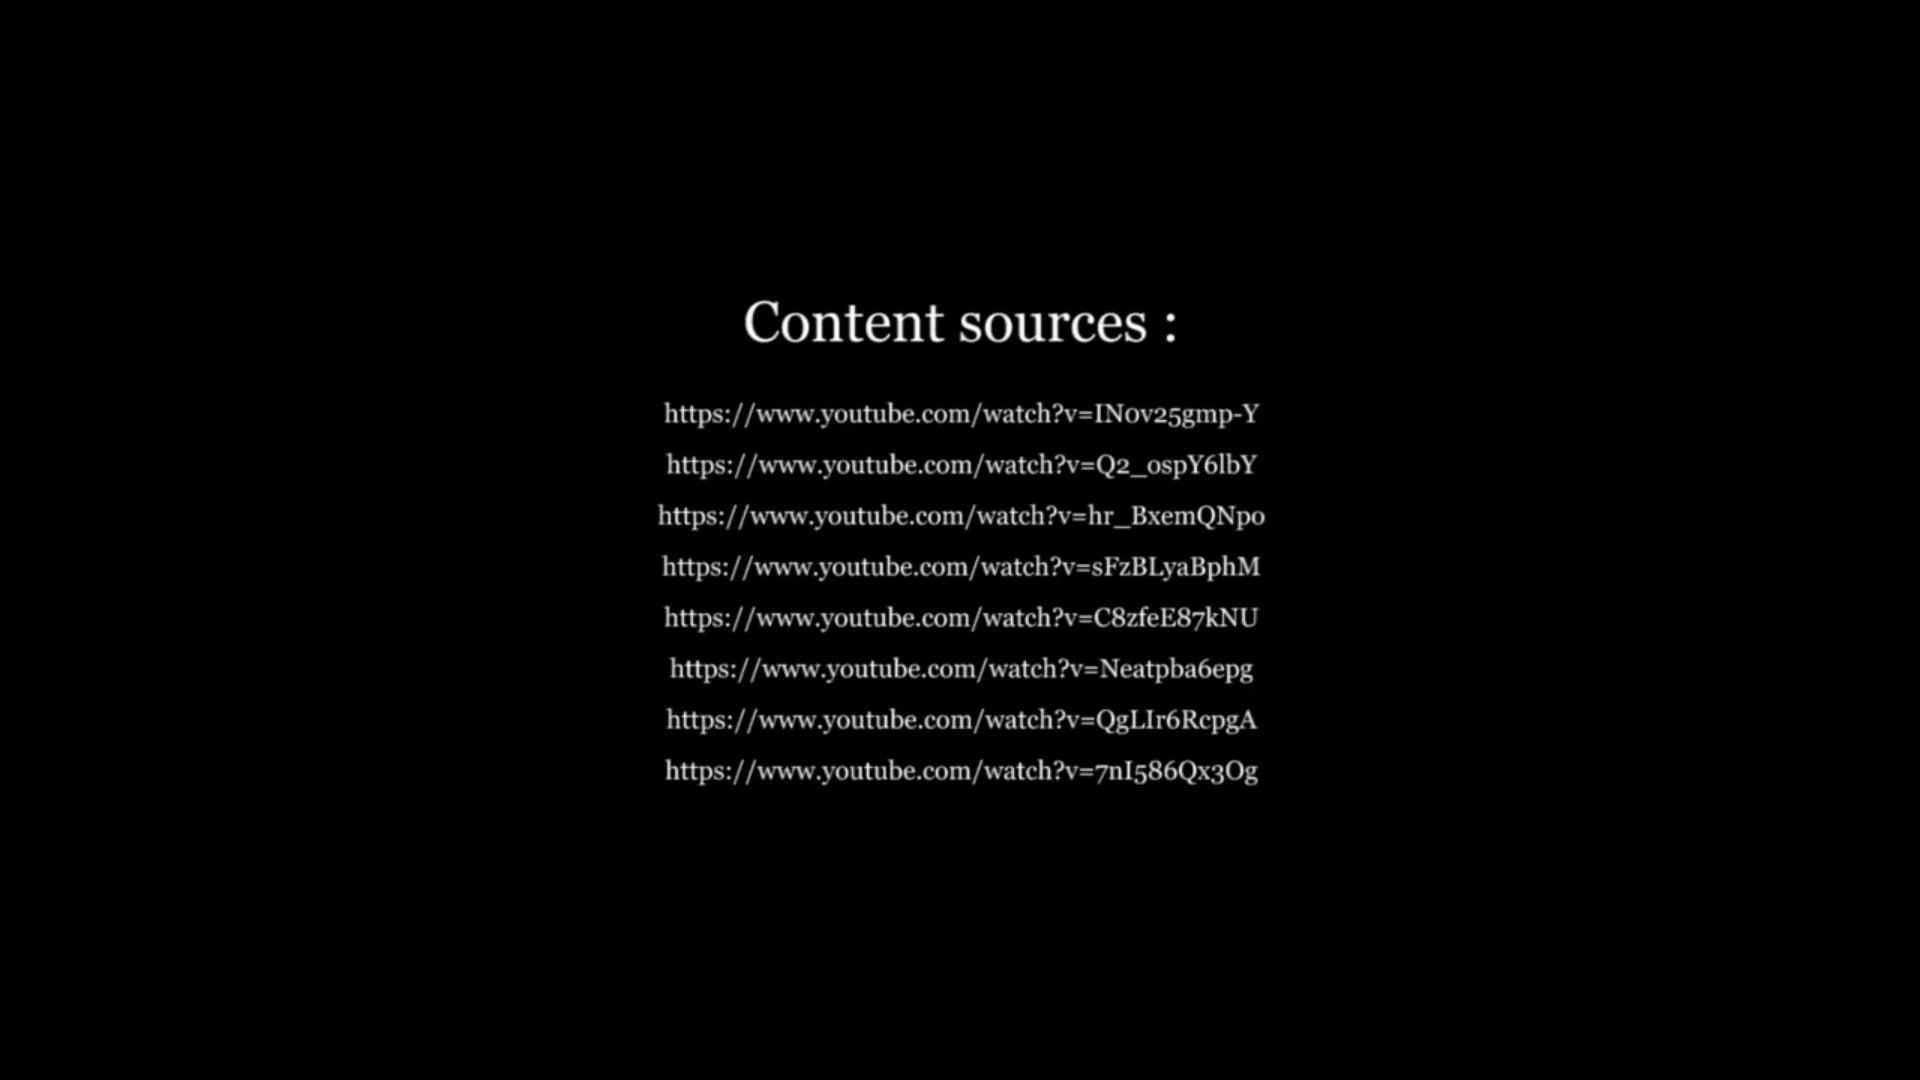 Content sources :
https://www.youtube.com/watch?v=IN0v25gmp-Y
https://www.youtube.com/watch?v=Q2_ospY6lbY
https://www.youtube.com/watch?v=hr_BxemQNpo
https://www.youtube.com/watch?v=sFzBLyaBphM
https://www.youtube.com/watch?v=C8zfeE87kNU
https://www.youtube.com/watch?v=Neatpba6epg
https://www.youtube.com/watch?v=QgLIr6RcpgA
https://www.youtube.com/watch?v=7nI586Qx3Og